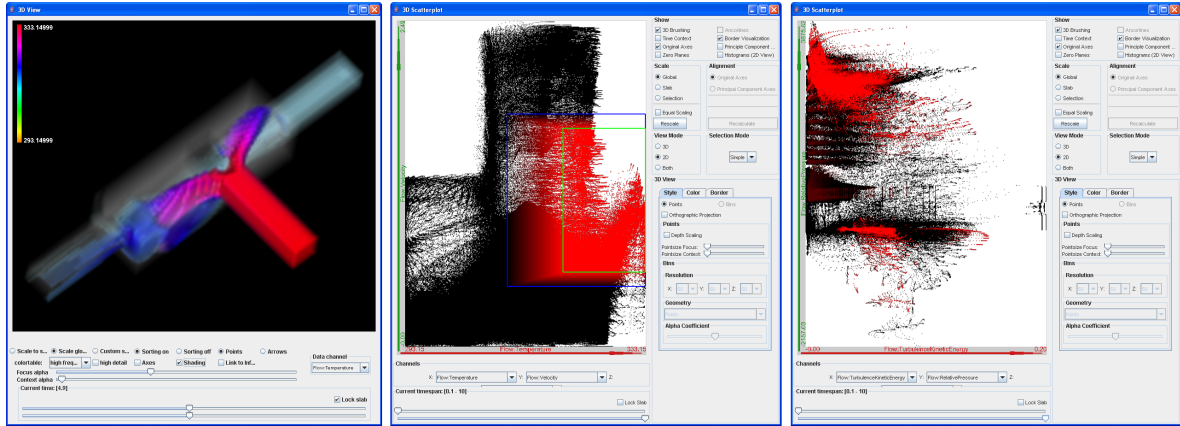 3D View
333.14999
293.14999
Scale to s... Scale glo... Custom s... Sorting on Sorting off Points Arrows
colortable: high freq... high detail Axes Shading Link to Inf...
Data channel
Flow:Temperature
Focus alpha
Context alpha
Current time: [4.9]
Lock slab
3D Scatterplot
2.49
Flow:Velocity
293.15 Flow:Temperature 333.15
Channels
X: Flow:Temperature Y: Flow:Velocity Z:
Current timespan: [0.1 - 10]
Lock Slab
Show
3D Brushing
Time Context Border Visualization
Original Axes Principle Component ...
Zero Planes Histograms (2D View)
Scale Alignment
Global Original Axes
Slab Principal Component Axes
Selection
Equal Scaling
Rescale Recalculate
View Mode Selection Mode
3D
2D Simple
Both
3D View
Style Color Border
Points Bins
Orthographic Projection
Points
Depth Scaling
Pointsize Focus:
Pointsize Context:
Bins
Resolution
X: Y: Z:
Geometry
Points
Alpha Coefficient
3D Scatterplot
-0.00 Flow:TurbulenceKineticEnergy 0.20
Channels
X: Flow:TurbulenceKineticEnergy Y: Flow:RelativePressure Z:
Current timespan: [0.1 - 10]
Lock Slab
Show
3D Brushing
Time Context Border Visualization
Original Axes Principle Component ...
Zero Planes Histograms (2D View)
Scale Alignment
Global Original Axes
Slab Principal Component Axes
Selection
Equal Scaling
Rescale Recalculate
View Mode Selection Mode
3D
2D Simple
Both
3D View
Style Color Border
Points Bins
Orthographic Projection
Points
Depth Scaling
Pointsize Focus:
Pointsize Context:
Bins
Resolution
X: Y: Z:
Geometry
Points
Alpha Coefficient